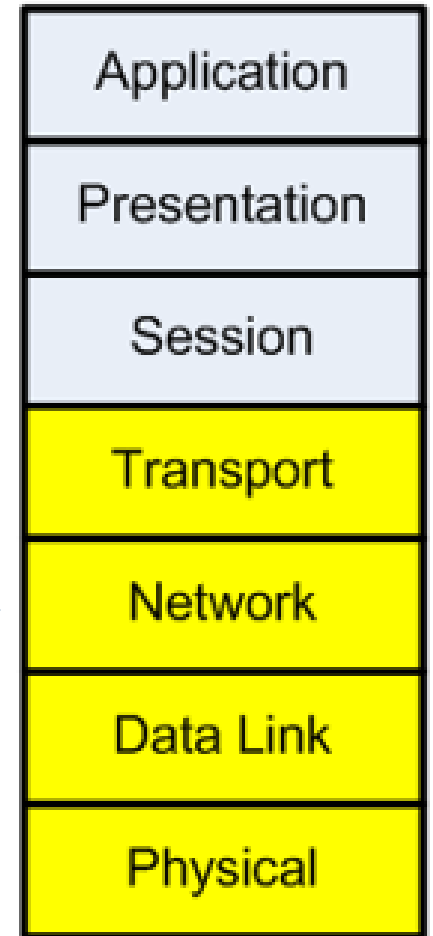 Application
Presentation
Session
Transport
Network
Data Link
Physical